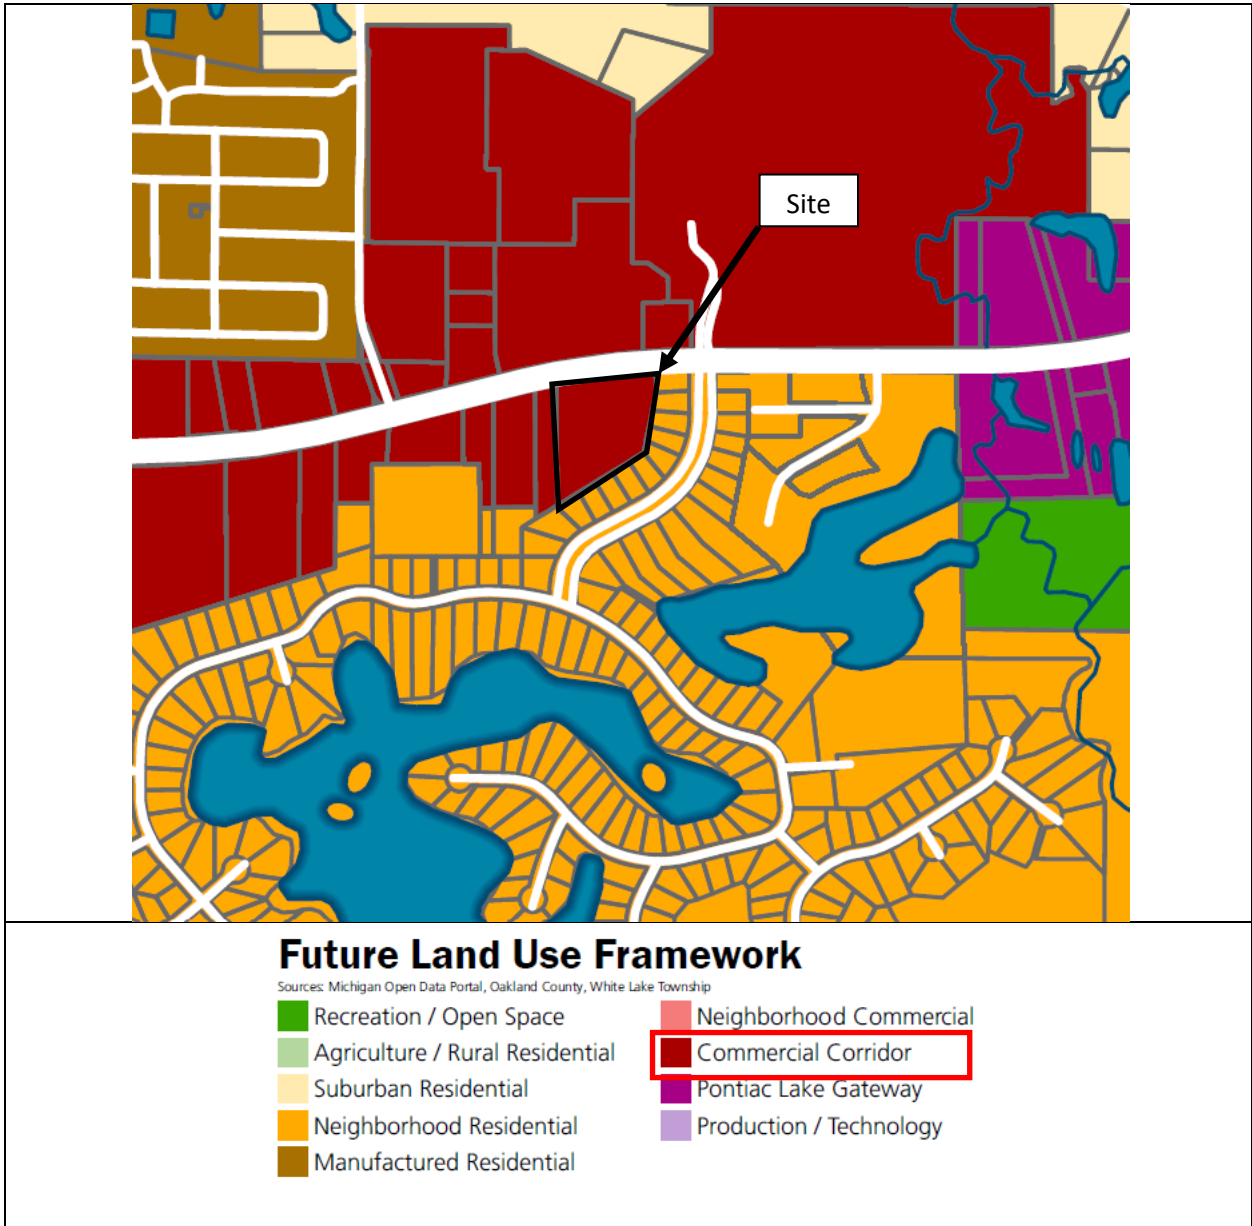 Site
Future Land Use Framework
Sources: Michigan Open Data Portal, Oakland County, White Lake Township
Recreation / Open Space
Agriculture / Rural Residential
Suburban Residential
Neighborhood Residential
Manufactured Residential
Neighborhood Commercial
Commercial Corridor
Pontiac Lake Gateway
Production / Technology